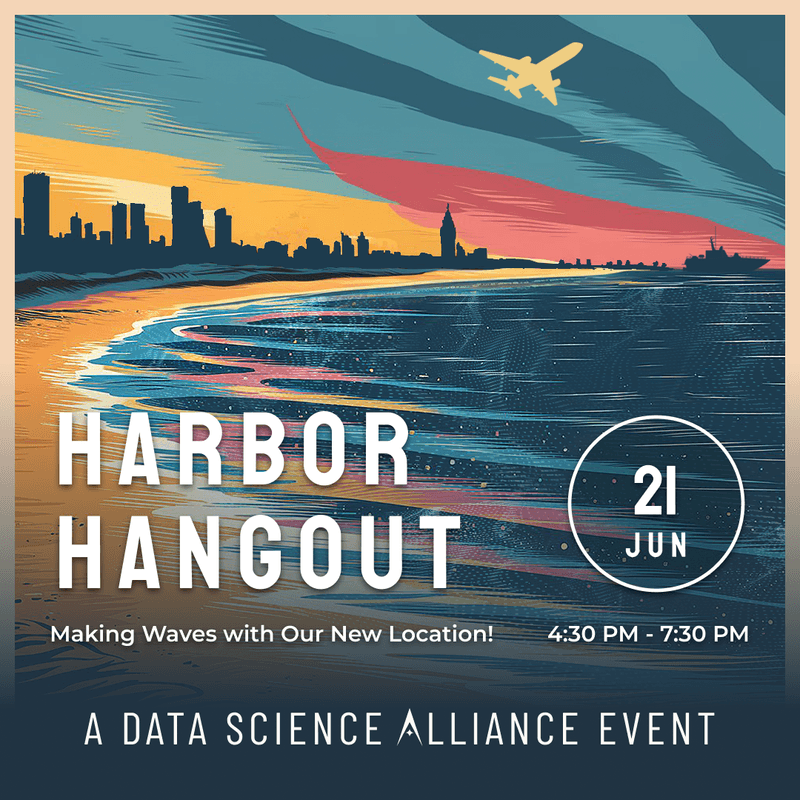 HARBOR
HANGOUT
21
JUN
Making Waves with Our New Location!
4:30 PM - 7:30 PM
A DATA SCIENCE ALLIANCE EVENT